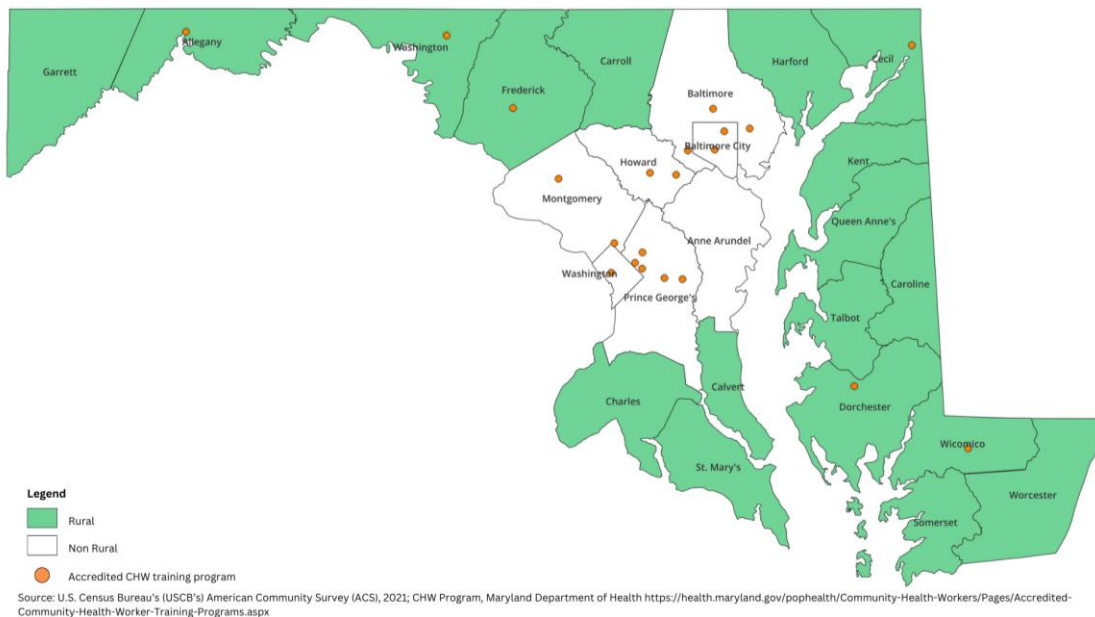 Garrett
Allegany
Washington
Frederick
Carroll
Baltimore
Harford
Cecil
Baltimore City
Howard
Montgomery
Kent
Queen Anne's
Anne Arundel
Washington
Prince George's
Caroline
Talbot
Calvert
Charles
Dorchester
St. Mary's
Wicomico
Worcester
Somerset
Legend
Rural
Non Rural
Accredited CHW training program
Source: U.S. Census Bureau's (USCB's) American Community Survey (ACS), 2021; CHW Program, Maryland Department of Health https://health.maryland.gov/pophealth/Community-Health-Workers/Pages/Accredited-
Community-Health-Worker-Training-Programs.aspx